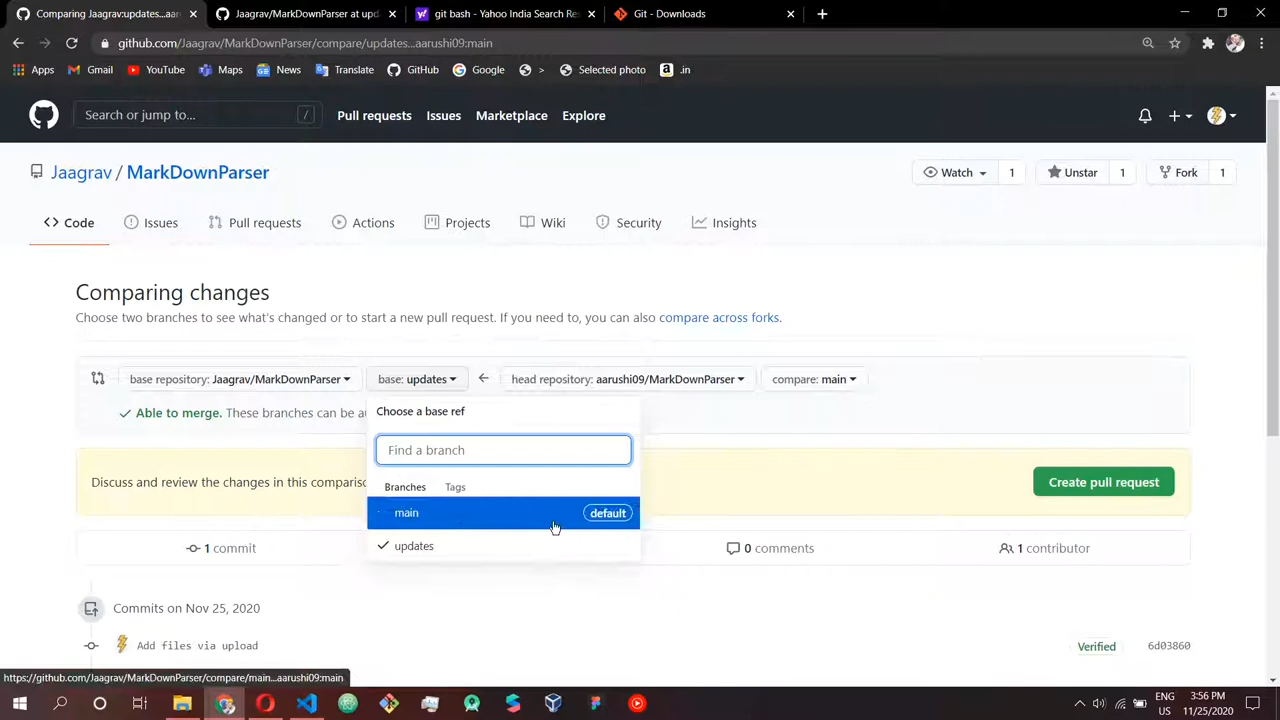 Comparing Jaagrav:updates...aar
Jaagrav/MarkDownParser at upd
git bash - Yahoo India Search Res
Git - Downloads
github.com/Jaagrav/MarkDownParser/compare/updates...aarushi09:main
Apps
Gmail
YouTube
Maps
News
Translate
GitHub
Google
>
Selected photo
.in
Search or jump to...
/
Pull requests
Issues
Marketplace
Explore
Jaagrav / MarkDownParser
Watch 1
Unstar 1
Fork 1
Code
Issues
Pull requests
Actions
Projects
Wiki
Security
Insights
Comparing changes
Choose two branches to see what's changed or to start a new pull request. If you need to, you can also compare across forks.
base repository: Jaagrav/MarkDownParser
base: updates
head repository: aarushi09/MarkDownParser
compare: main
Able to merge. These branches can be au
Choose a base ref
Find a branch
Branches
Tags
main
default
updates
Discuss and review the changes in this compariso
Create pull request
1 commit
0 comments
1 contributor
Commits on Nov 25, 2020
Add files via upload
Verified
6d03860
https://github.com/Jaagrav/MarkDownParser/compare/main...aarushi09:main
ENG
US
3:56 PM
11/25/2020